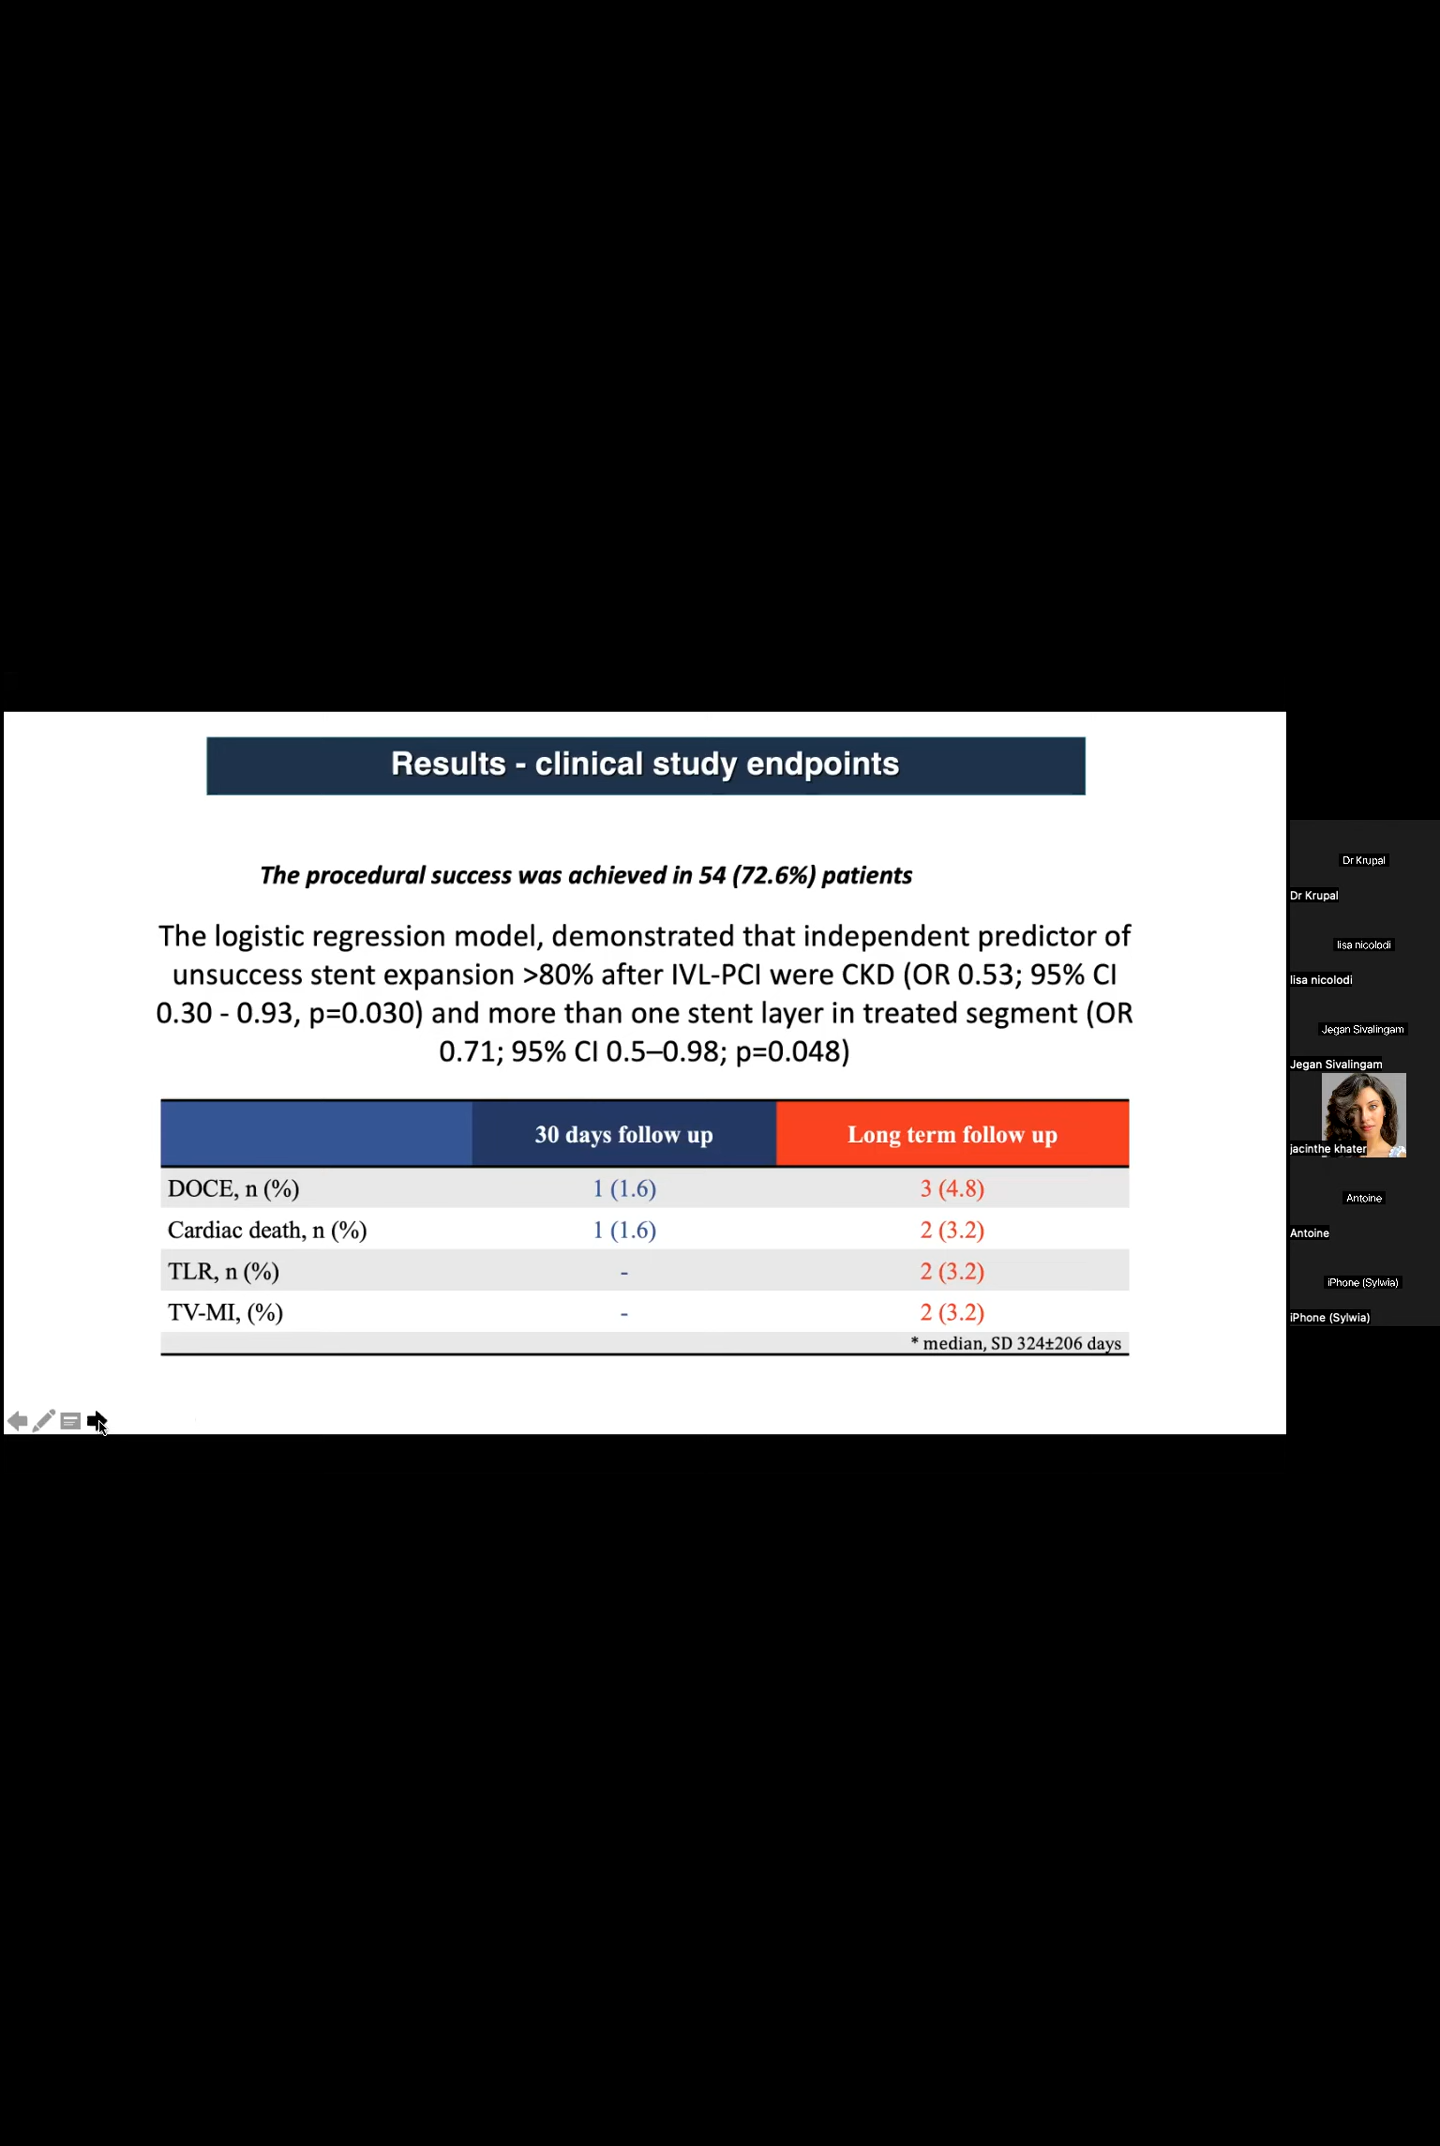 Results - clinical study endpoints
The procedural success was achieved in 54 (72.6%) patients
The logistic regression model, demonstrated that independent predictor of
unsuccess stent expansion >80% after IVL-PCI were CKD (OR 0.53; 95% CI
0.30 - 0.93, p=0.030) and more than one stent layer in treated segment (OR
0.71; 95% CI 0.5–0.98; p=0.048)
30 days follow up Long term follow up
DOCE, n (%) 1 (1.6) 3 (4.8)
Cardiac death, n (%) 1 (1.6) 2 (3.2)
TLR, n (%) - 2 (3.2)
TV-MI, (%) - 2 (3.2)
* median, SD 324±206 days
Dr Krupal
Dr Krupal
lisa nicolodi
lisa nicolodi
Jegan Sivalingam
Jegan Sivalingam
jacinthe khater
Antoine
Antoine
iPhone (Sylwia)
iPhone (Sylwia)